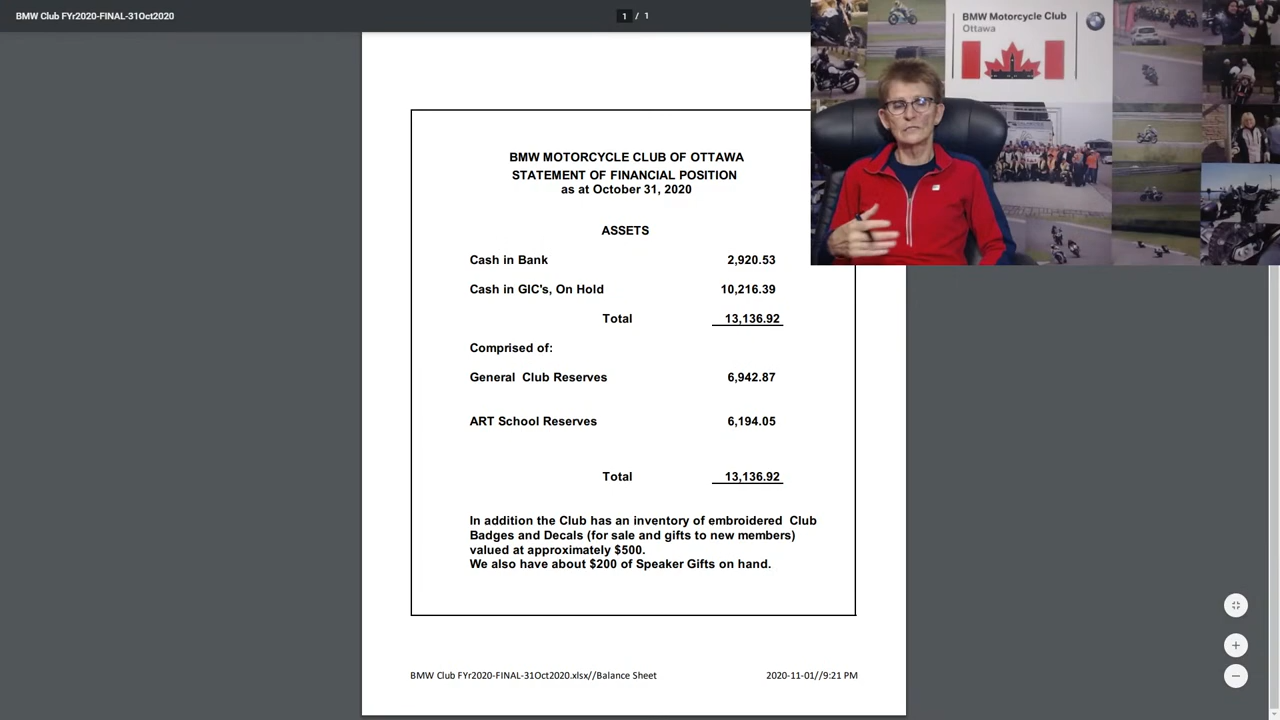 BMW Club FYr2020-FINAL-31Oct2020
1 / 1
BMW Motorcycle Club
Ottawa
BMW MOTORCYCLE CLUB OF OTTAWA
STATEMENT OF FINANCIAL POSITION
as at October 31, 2020
ASSETS
Cash in Bank 2,920.53
Cash in GIC's, On Hold 10,216.39
Total 13,136.92
Comprised of:
General Club Reserves 6,942.87
ART School Reserves 6,194.05
Total 13,136.92
In addition the Club has an inventory of embroidered Club
Badges and Decals (for sale and gifts to new members)
valued at approximately $500.
We also have about $200 of Speaker Gifts on hand.
BMW Club FYr2020-FINAL-31Oct2020.xlsx//Balance Sheet 2020-11-01//9:21 PM